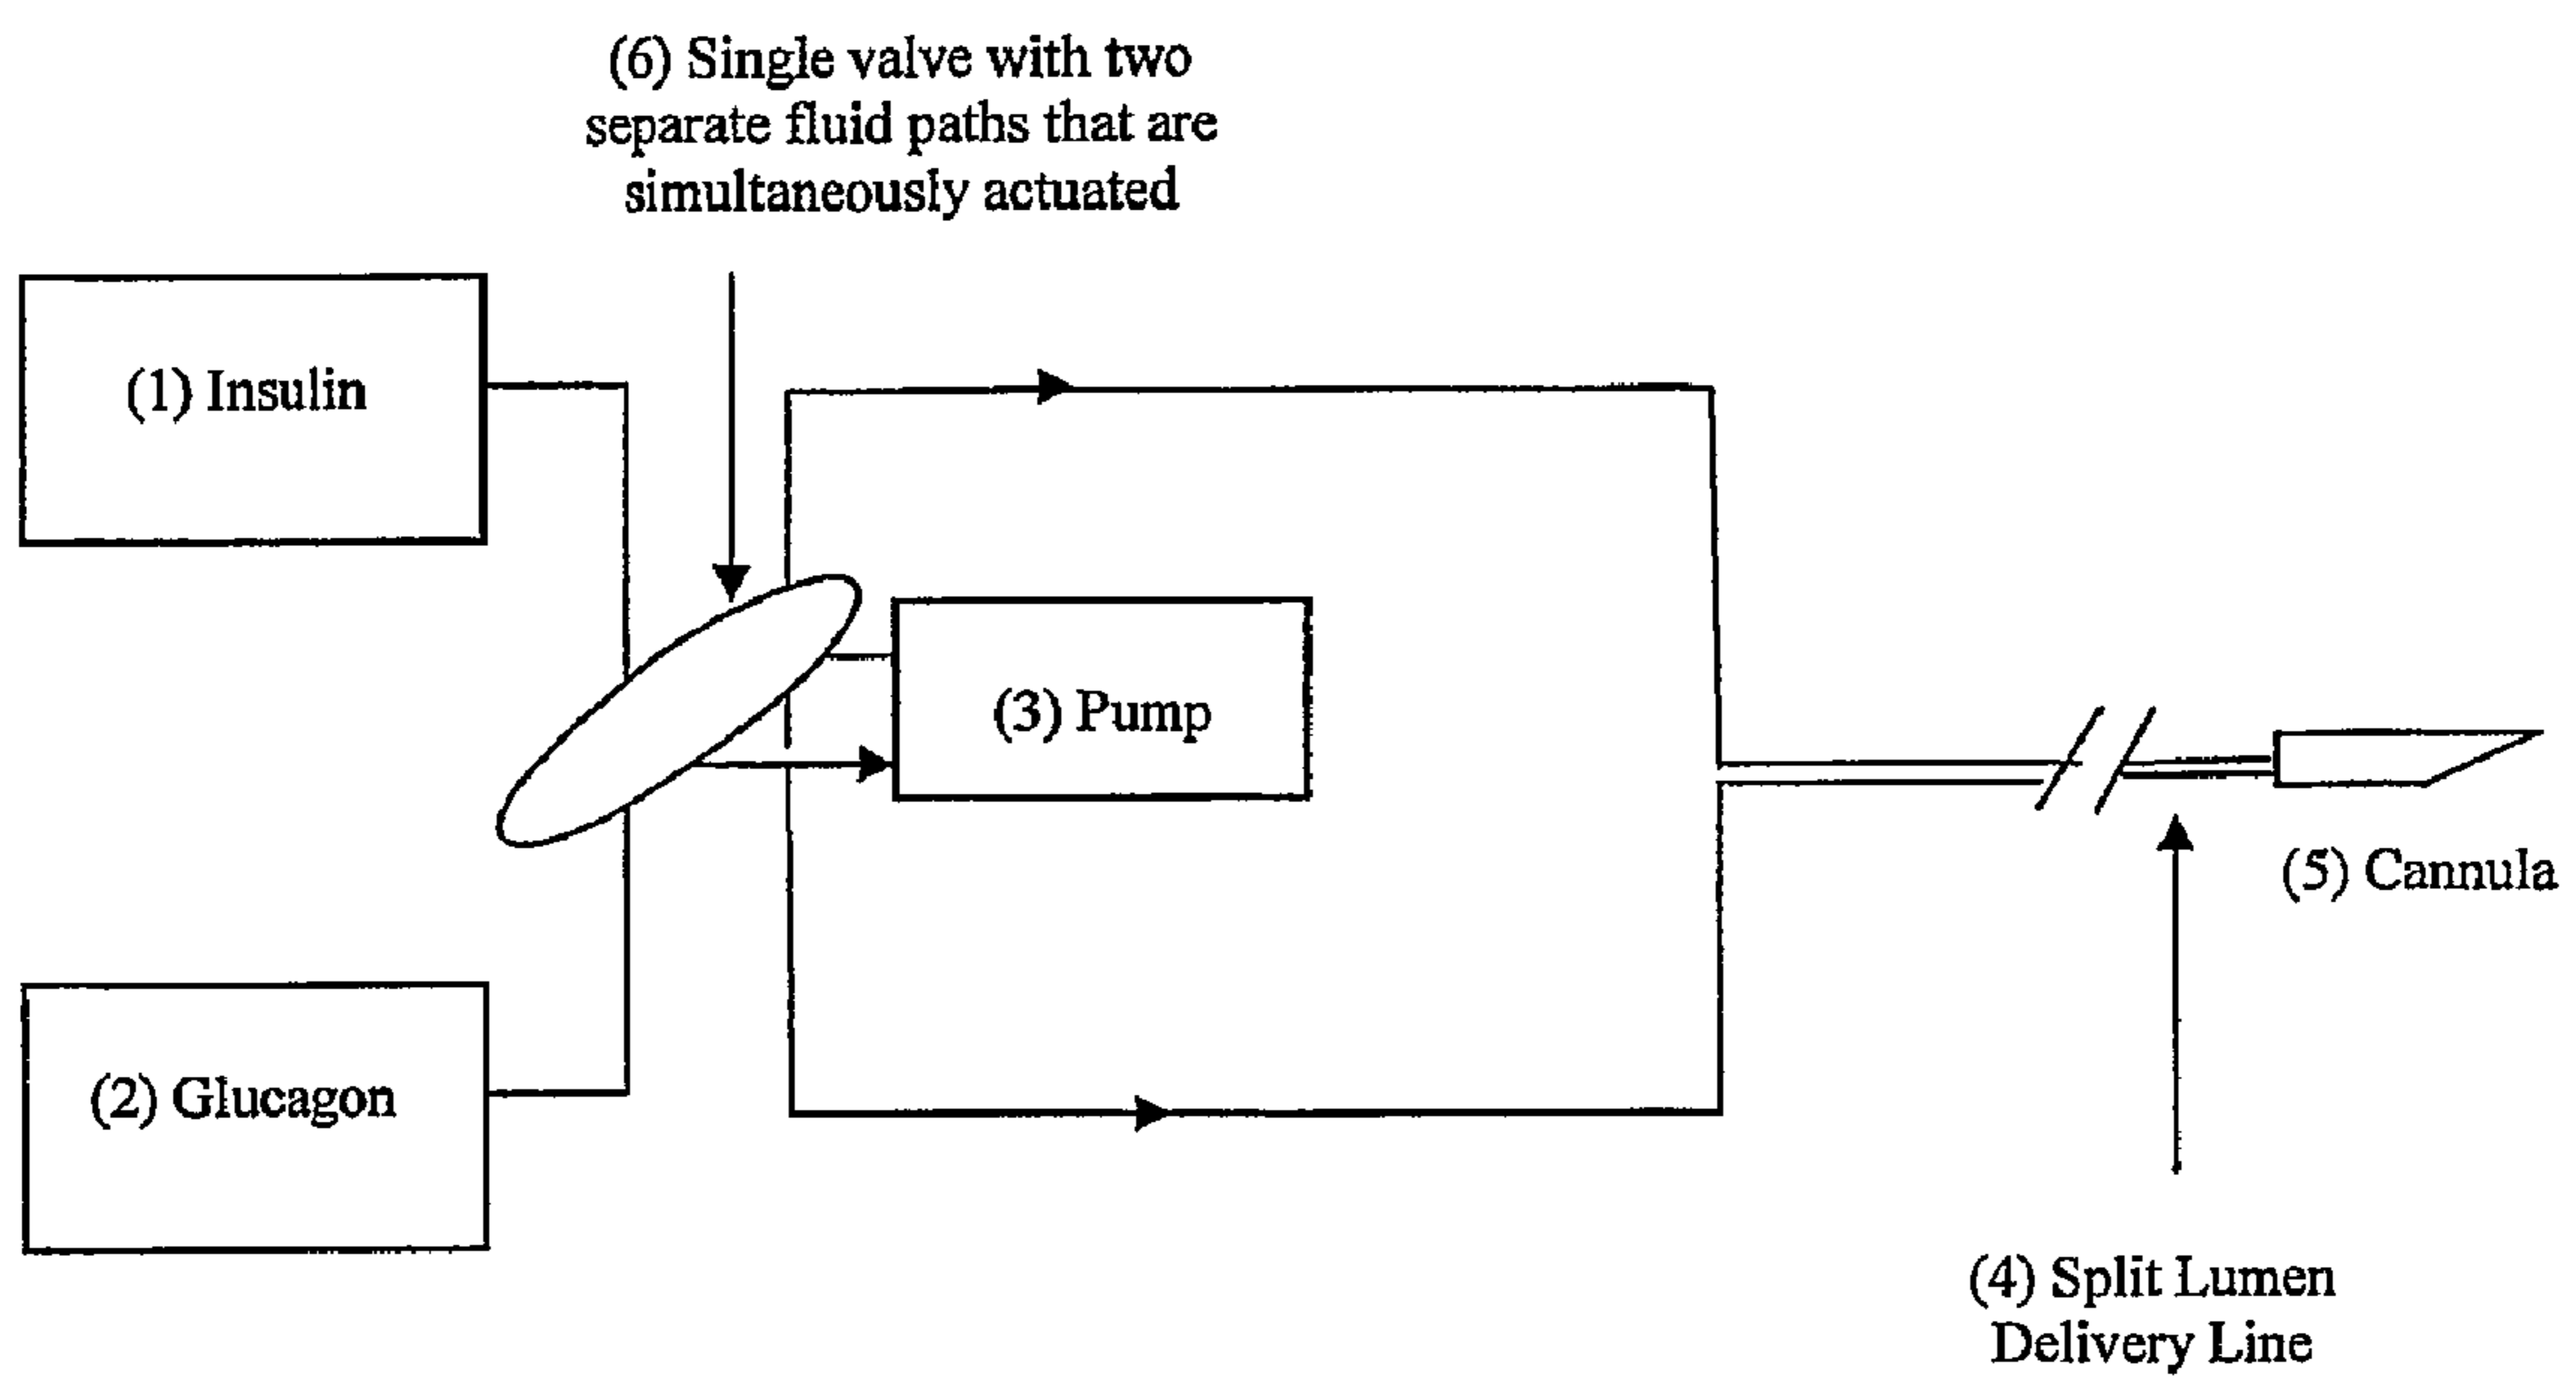 (6) Single valve with two
separate fluid paths that are
simultaneously actuated
(1) Insulin
(3) Pump
(5) Cannula
(2) Glucagon
(4) Split Lumen
Delivery Line